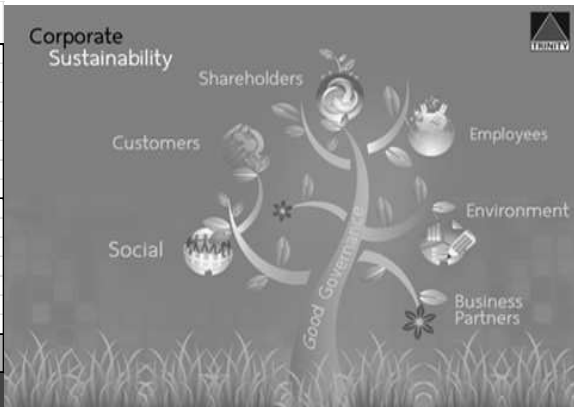 Corporate
Sustainability
TRINITY
Shareholders
Customers
Employees
Social
Environment
Good Governance
Business
Partners